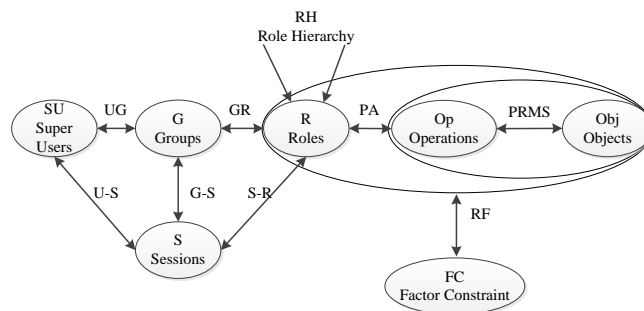 RH
Role Hierarchy
SU
Super
Users
UG
G
Groups
GR
R
Roles
PA
Op
Operations
PRMS
Obj
Objects
U-S
G-S
S-R
S
Sessions
RF
FC
Factor Constraint